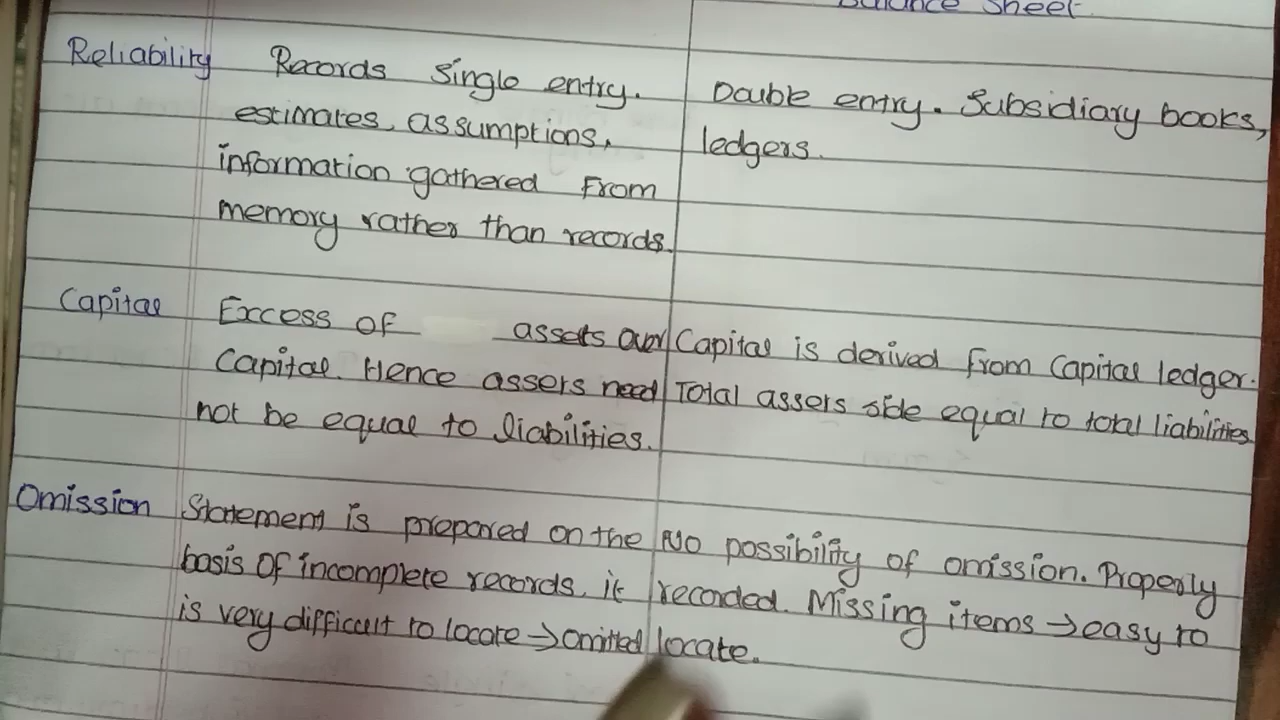 Balance Sheet
Reliability Records single entry. Double entry. Subsidiary books,
estimates, assumptions, ledgers.
information gathered from
memory rather than records.
Capital Excess of assets over Capital is derived from Capital ledger.
Capital. Hence assets need Total assets side equal to total liabilities
not be equal to liabilities.
Omission Statement is prepared on the No possibility of omission. Properly
basis of incomplete records. it recorded. Missing items → easy to
is very difficult to locate → omitted locate.